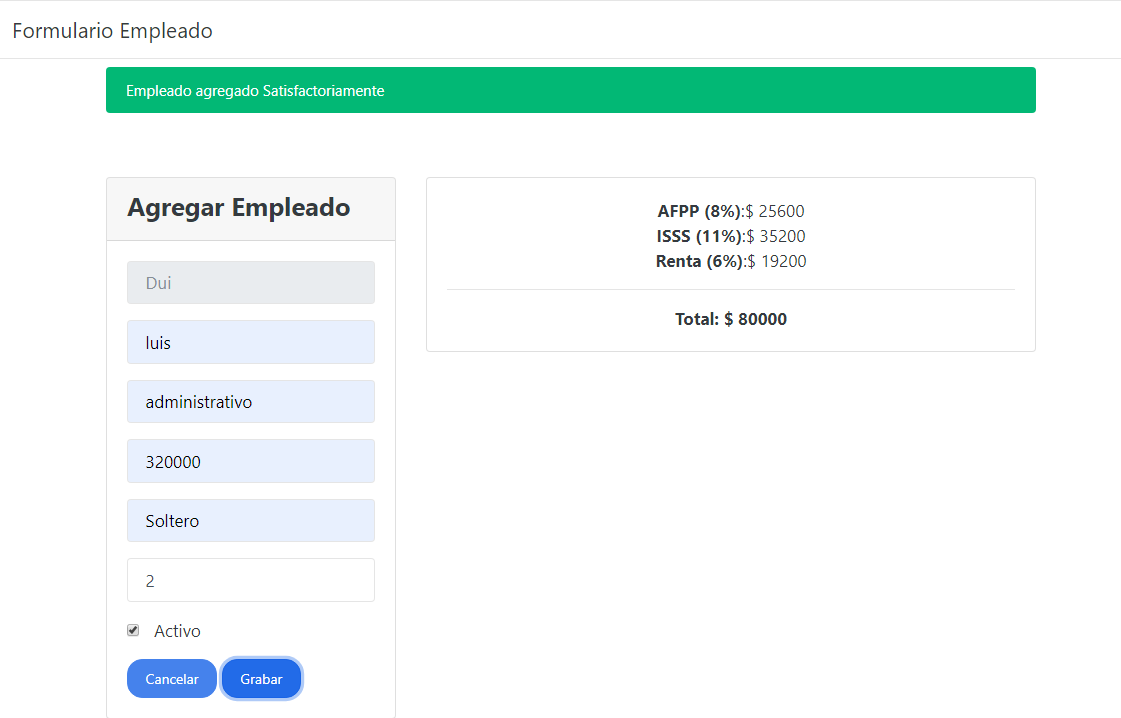 Formulario Empleado
Empleado agregado Satisfactoriamente
Agregar Empleado
Dui
luis
administrativo
320000
Soltero
2
Activo
Cancelar Grabar
AFPP (8%):$ 25600
ISSS (11%):$ 35200
Renta (6%):$ 19200
Total: $ 80000